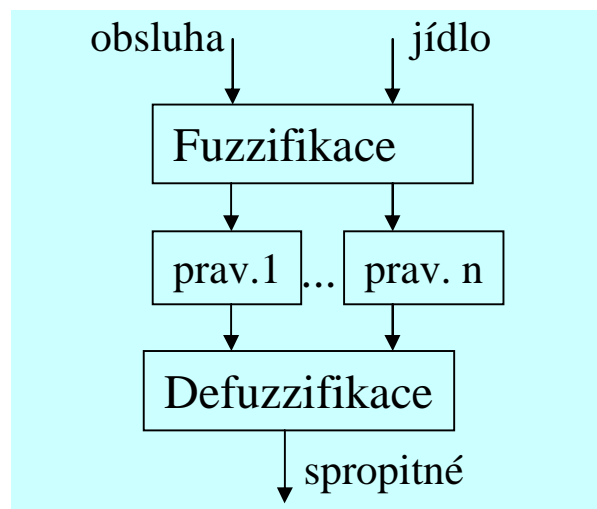 obsluha jídlo
Fuzzifikace
prav.1 ... prav. n
Defuzzifikace
spropitné